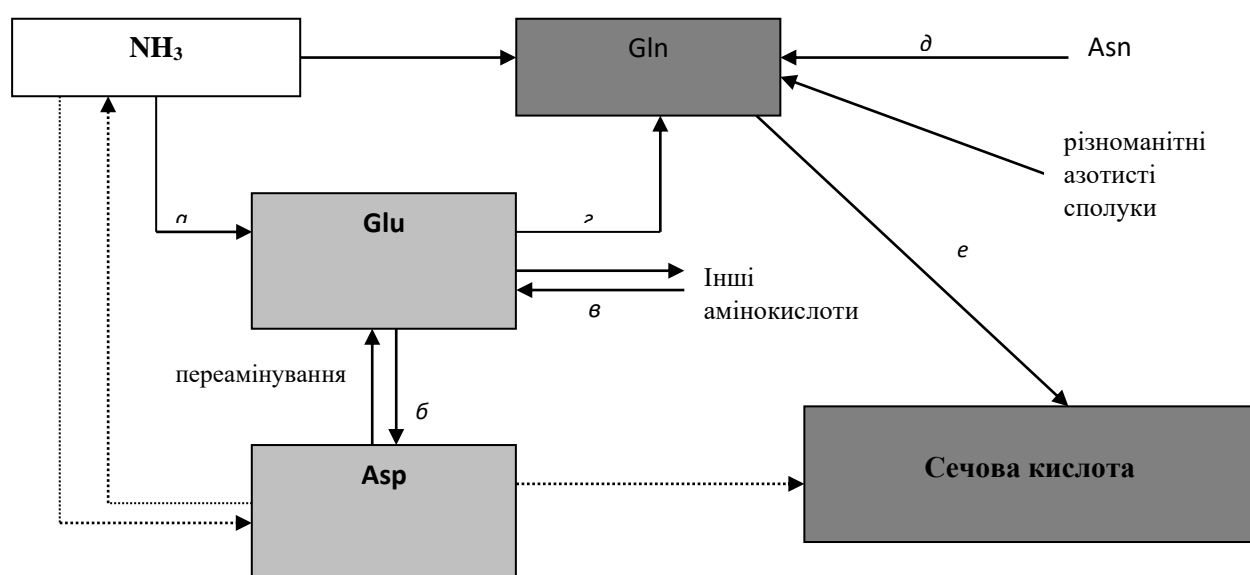 NH₃
Gln
д
Asn
різноманітні
азотисті
сполуки
а
Glu
г
е
Інші
амінокислоти
в
переамінування
б
Asp
Сечова кислота